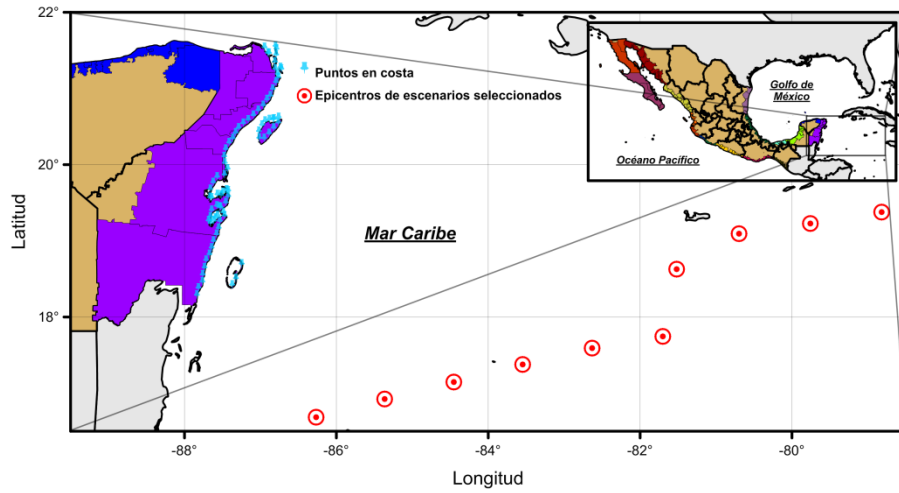 22°
20°
18°
Latitud
-88°
-86°
-84°
-82°
-80°
Longitud
Puntos en costa
Epicentros de escenarios seleccionados
Mar Caribe
Golfo de
México
Océano Pacífico